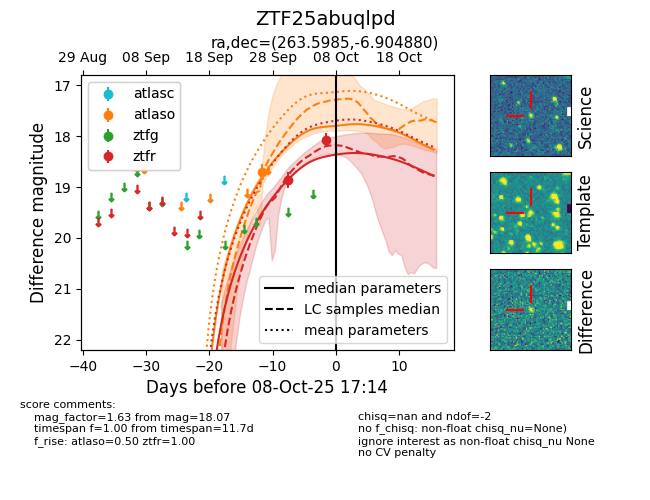 ZTF25abuqlpd
ra,dec=(263.5985,-6.904880)
29 Aug 08 Sep 18 Sep 28 Sep 08 Oct 18 Oct
17
18
19
20
21
22
Difference magnitude
atlasc
atlaso
ztfg
ztfr
median parameters
LC samples median
mean parameters
−40 −30 −20 −10 0 10
Days before 08-Oct-25 17:14
Science
Template
Difference
score comments:
mag_factor=1.63 from mag=18.07
timespan f=1.00 from timespan=11.7d
f_rise: atlaso=0.50 ztfr=1.00
chisq=nan and ndof=-2
no f_chisq: non-float chisq_nu=None)
ignore interest as non-float chisq_nu None
no CV penalty